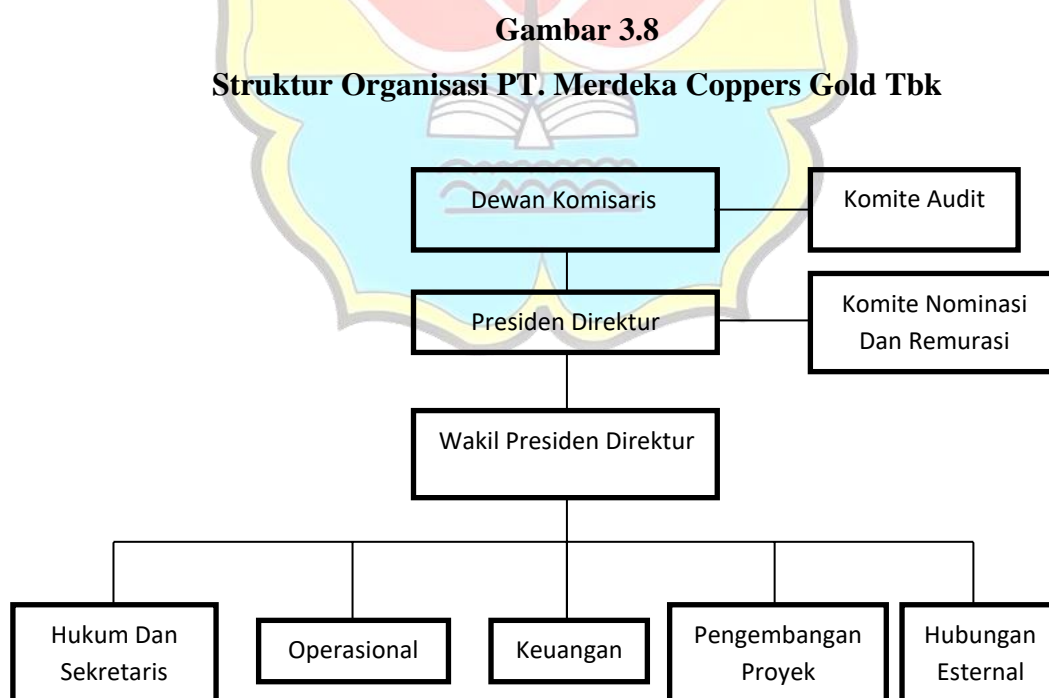 Gambar 3.8
Struktur Organisasi PT. Merdeka Coppers Gold Tbk
Dewan Komisaris
Komite Audit
Presiden Direktur
Komite Nominasi
Dan Remurasi
Wakil Presiden Direktur
Hukum Dan
Sekretaris
Operasional
Keuangan
Pengembangan
Proyek
Hubungan
Esternal